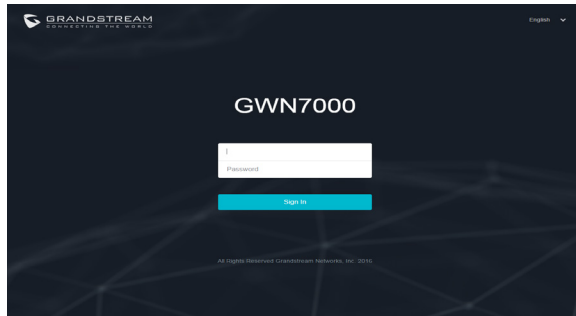 GRANDSTREAM
CONNECTING THE WORLD
English
GWN7000
Password
Sign In
All Rights Reserved Grandstream Networks, Inc. 2016